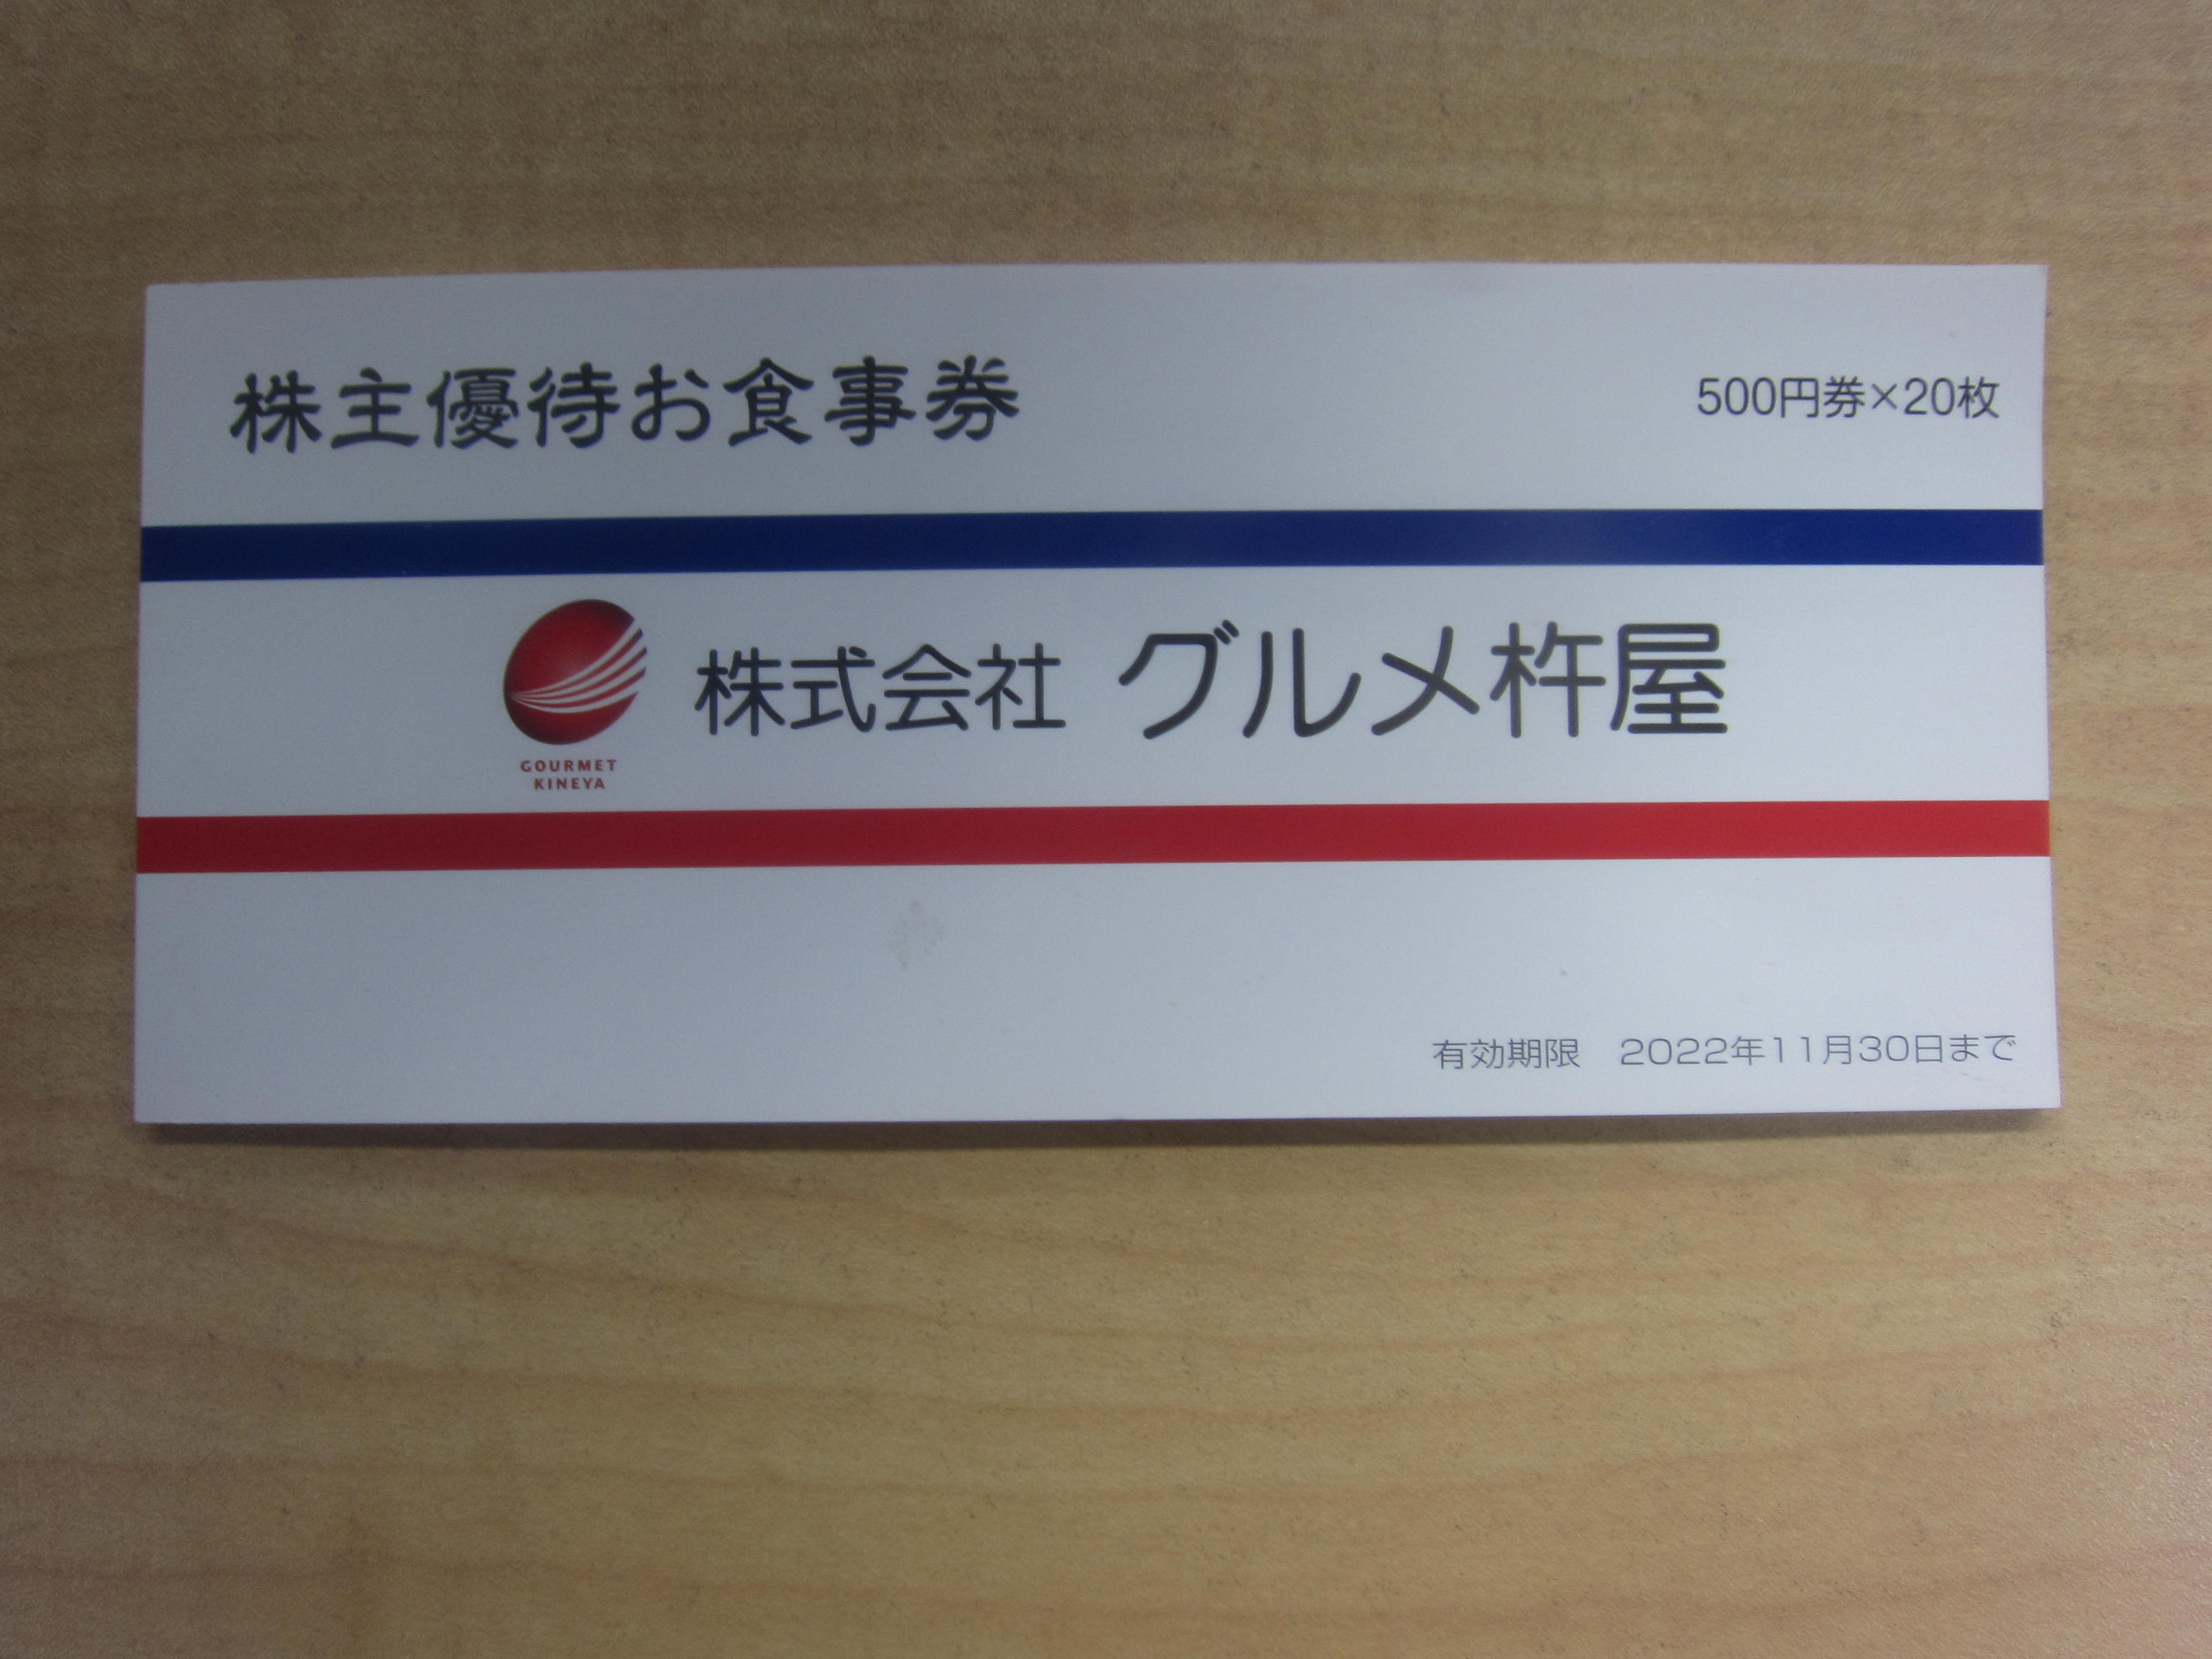 株主優待お食事券
500円券×20枚
株式会社 グルメ杵屋
GOURMET
KINEYA
有効期限　2022年11月30日まで